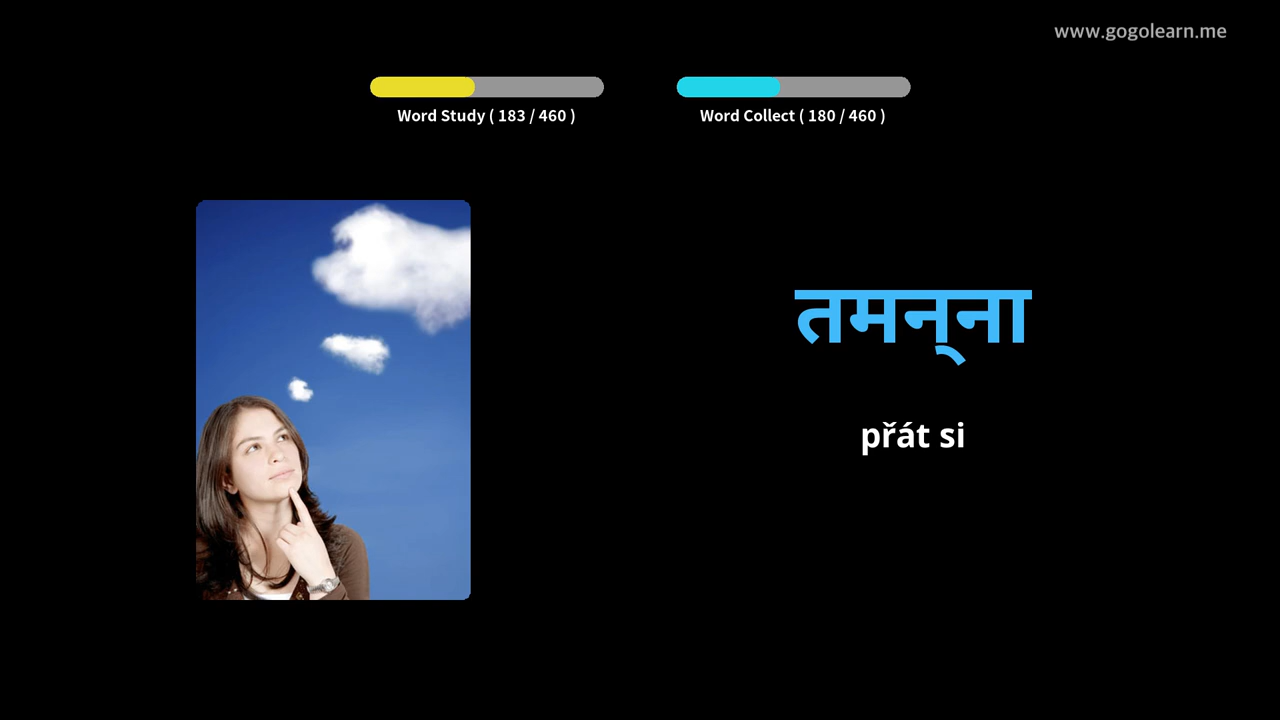 www.gogolearn.me
Word Study ( 183 / 460 )
Word Collect ( 180 / 460 )
तमन्‌ना
přát si